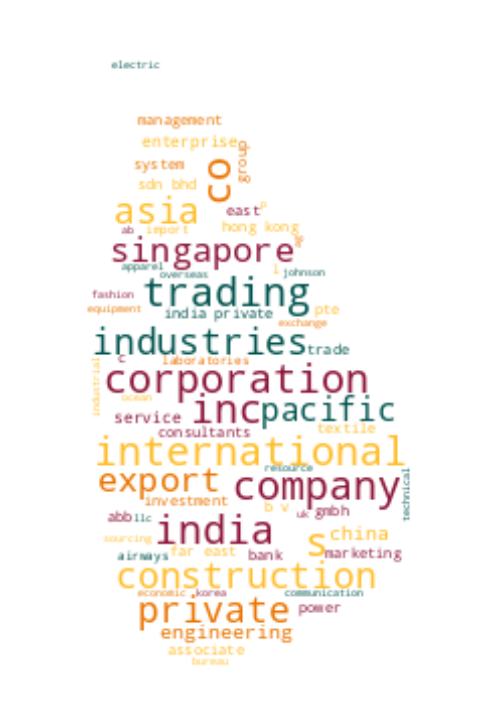 electric
management
enterprise
group
system
co
sdn bhd
asia
east
p
ab
import
hong kong
singapore
apparel
overseas
l
johnson
trading
fashion
equipment
india private
pte
exchange
industries
trade
c
laboratories
industrial
corporation
ocean
inc
pacific
service
textile
consultants
international
resource
export
company
technical
investment
b v
uk
gmbh
abb
llc
india
s
china
sourcing
airways
far east
bank
marketing
construction
economic
korea
communication
private
power
engineering
associate
bureau